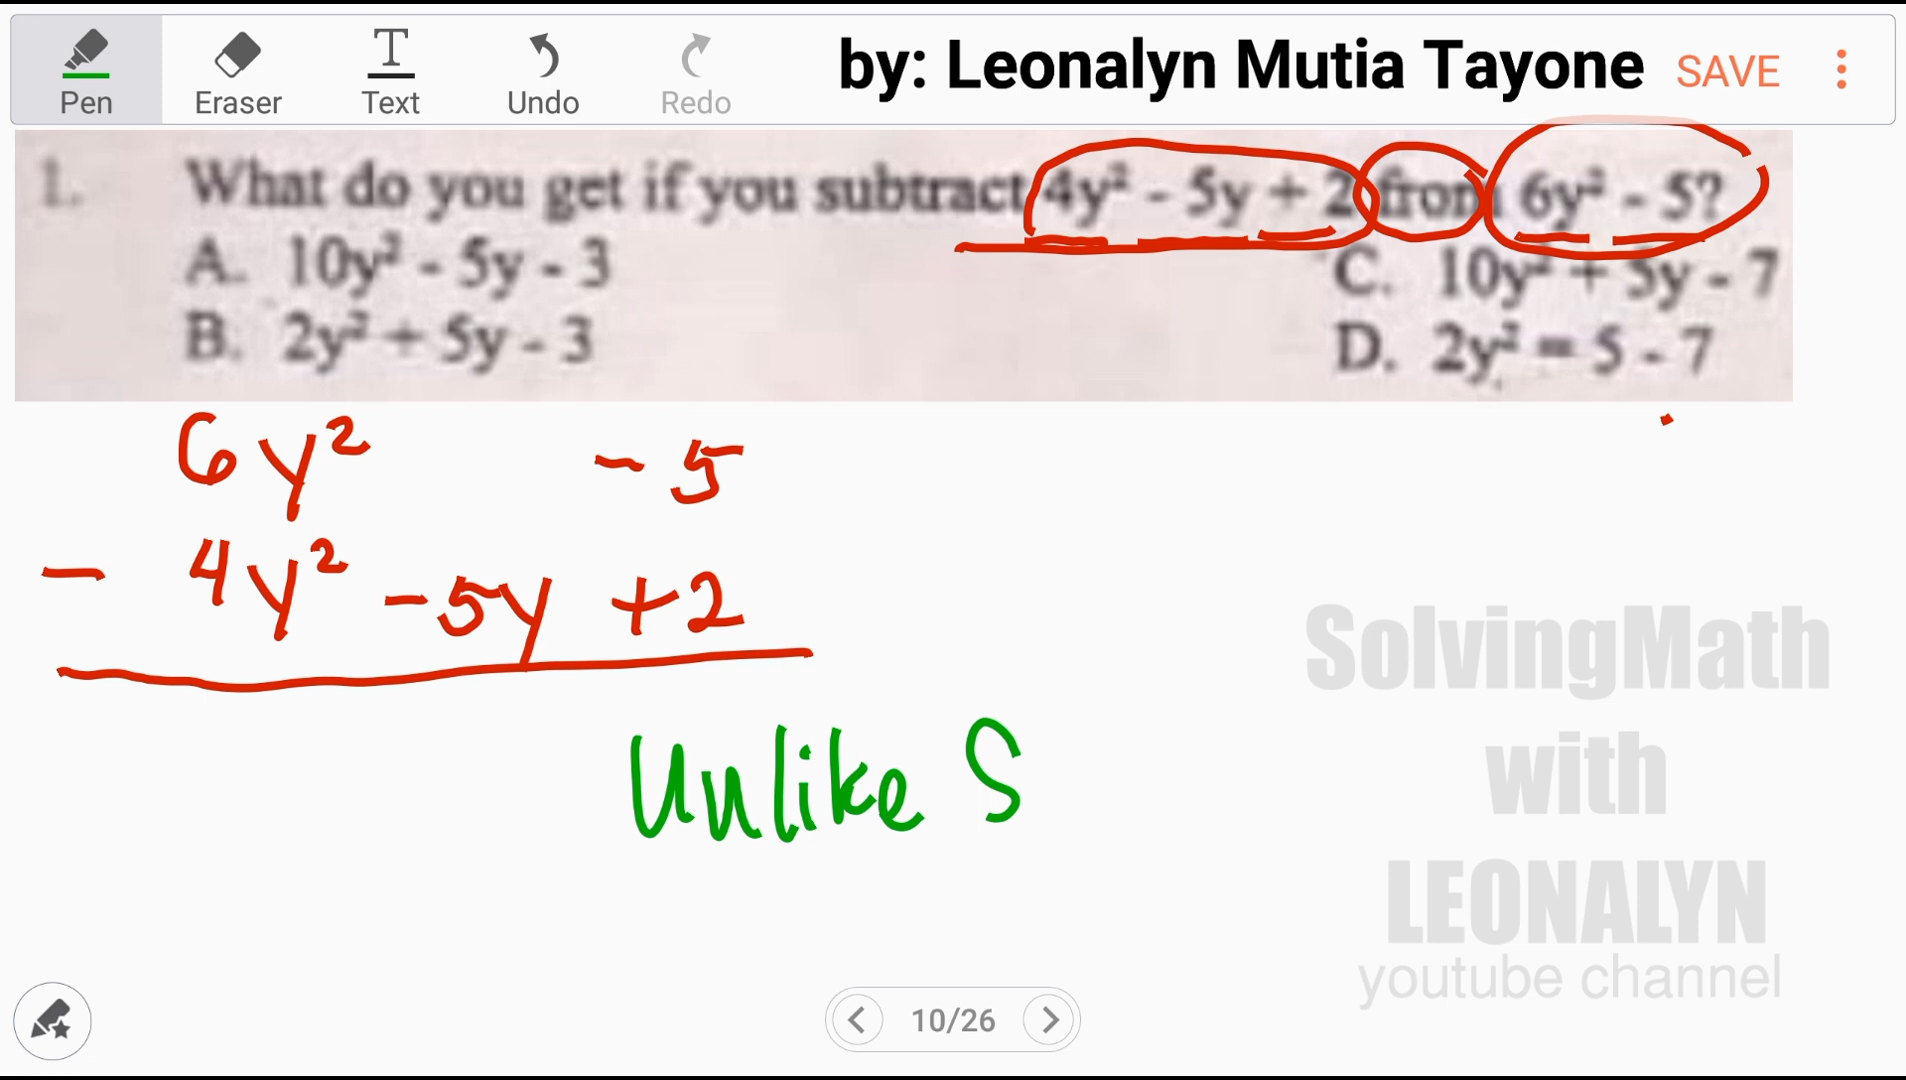 Pen Eraser Text Undo Redo by: Leonalyn Mutia Tayone SAVE
1. What do you get if you subtract 4y² - 5y + 2 from 6y² - 5?
A. 10y² - 5y - 3 C. 10y² + 5y - 7
B. 2y² + 5y - 3 D. 2y² = 5 - 7
6y² - 5
- 4y² - 5y + 2
Unlike S
SolvingMath
with
LEONALYN
youtube channel
10/26